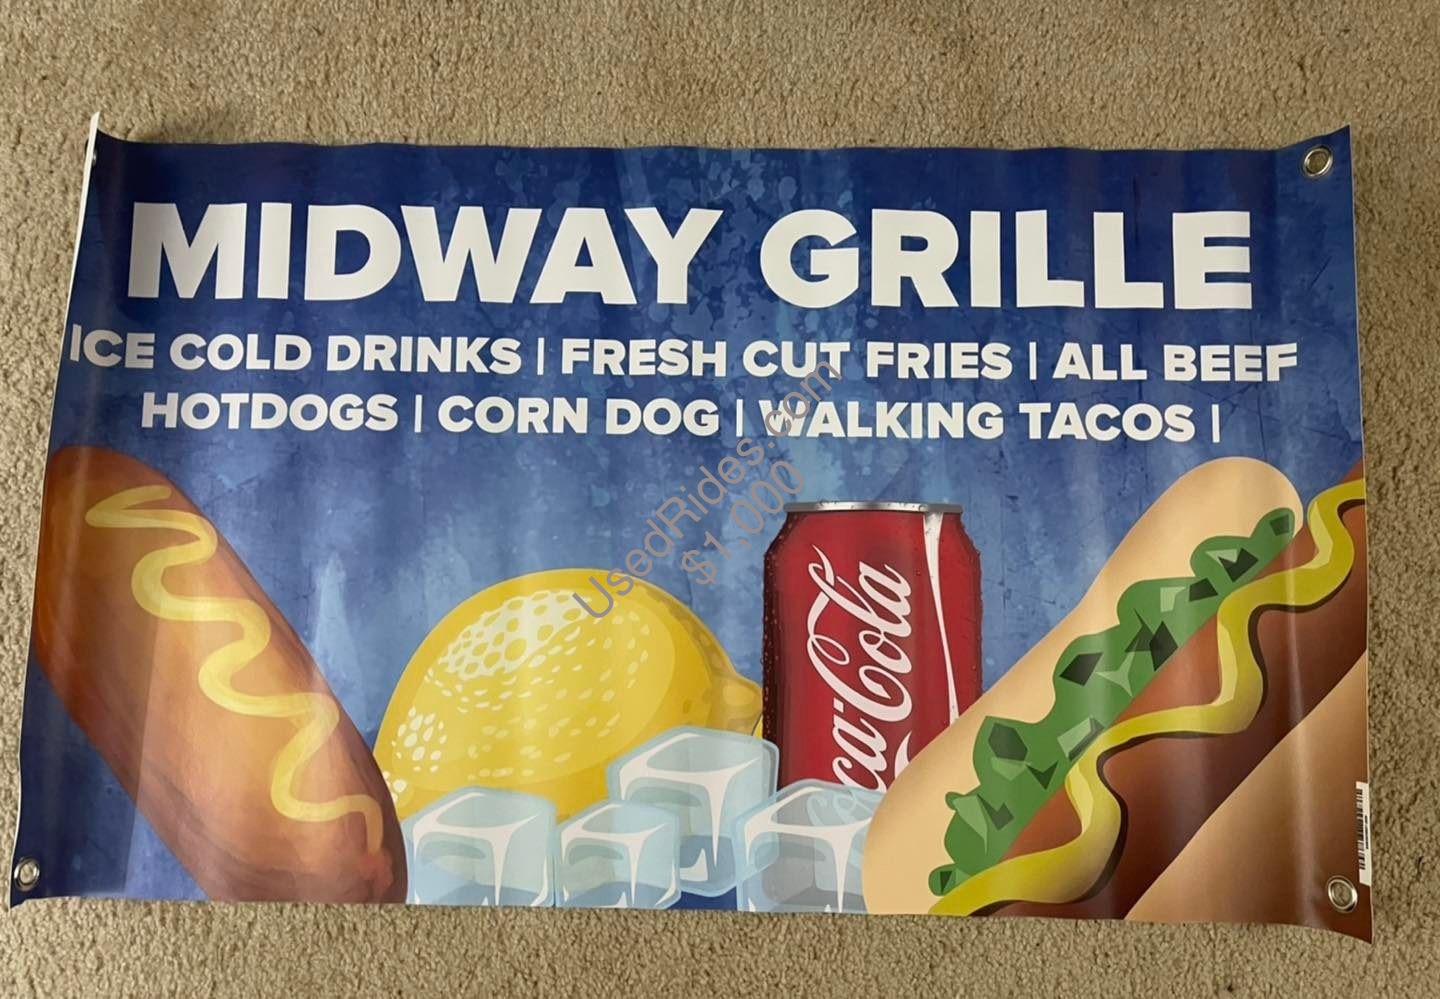 MIDWAY GRILLE
ICE COLD DRINKS | FRESH CUT FRIES | ALL BEEF
HOTDOGS | CORN DOG | WALKING TACOS |
UsedRides.com
$1,000
Coca-Cola